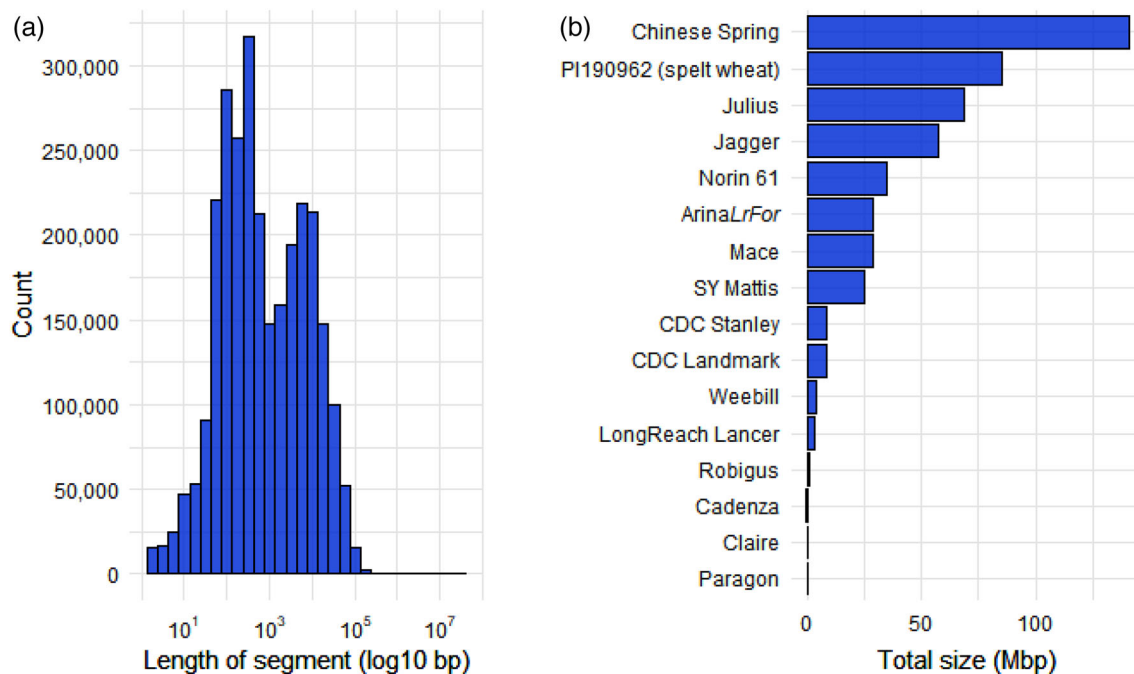 (a)
300,000
250,000
200,000
150,000
100,000
50,000
0
Count
10^1
10^3
10^5
10^7
Length of segment (log10 bp)
(b)
Chinese Spring
PI190962 (spelt wheat)
Julius
Jagger
Norin 61
ArinaLrFor
Mace
SY Mattis
CDC Stanley
CDC Landmark
Weebill
LongReach Lancer
Robigus
Cadenza
Claire
Paragon
0
50
100
Total size (Mbp)